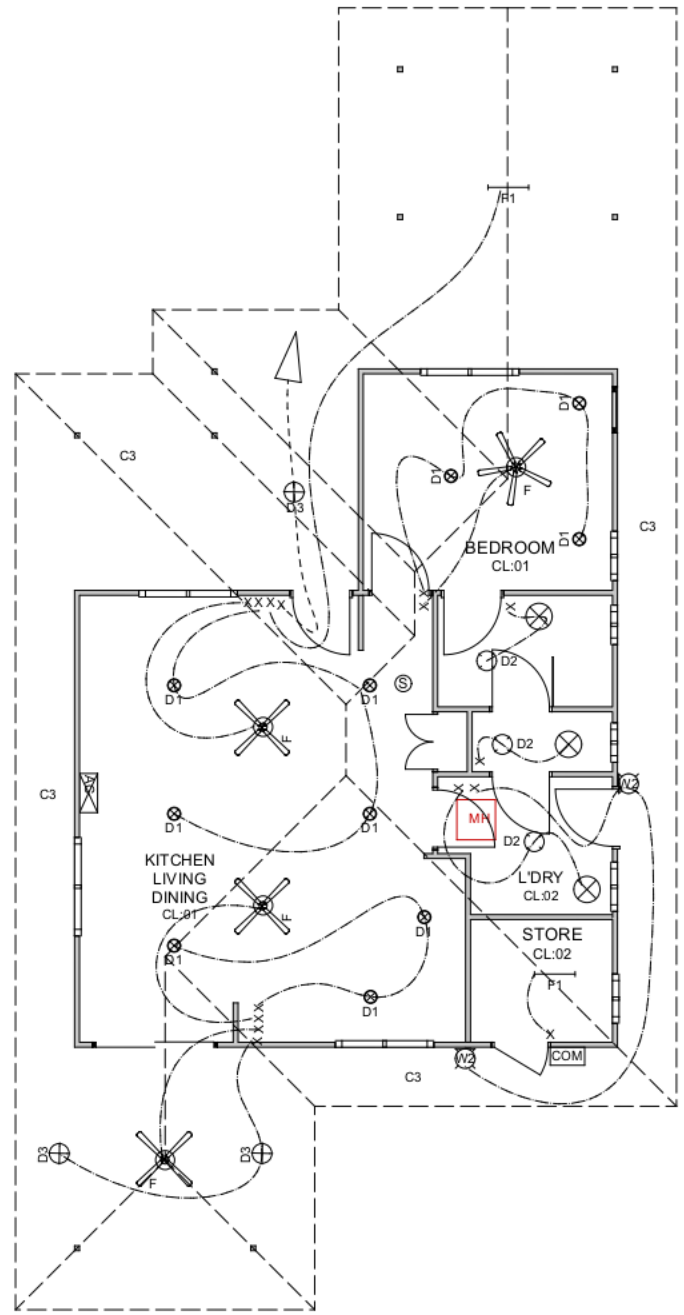 F1
C3
D3
D1
D1
F
D1
BEDROOM
CL:01
C3
D1
D1
S
D2
F
AC
C3
D2
W2
D1
D1
MH
D2
KITCHEN
LIVING
DINING
CL:01
L'DRY
CL:02
F
D1
D1
STORE
CL:02
F1
D1
W2
COM
C3
D3
D3
F